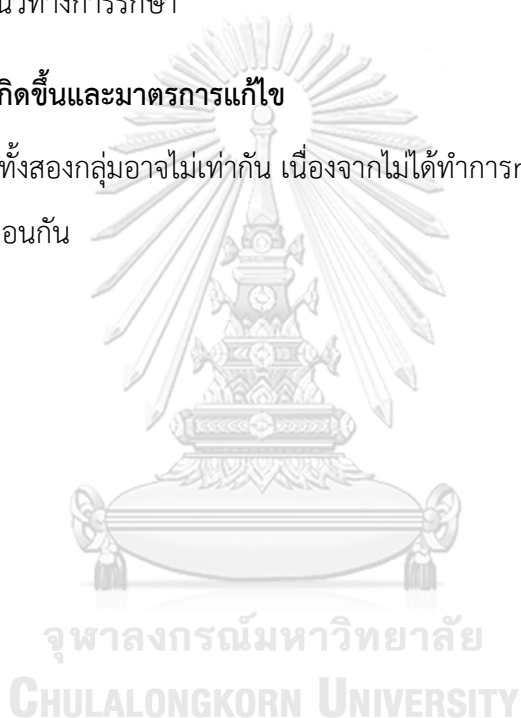 นวทางการรักษา
กิดขึ้นและมาตรการแก้ไข
ทั้งสองกลุ่มอาจไม่เท่ากัน เนื่องจากไม่ได้ทำการ
อนกัน
จุฬาลงกรณ์มหาวิทยาลัย
CHULALONGKORN UNIVERSITY